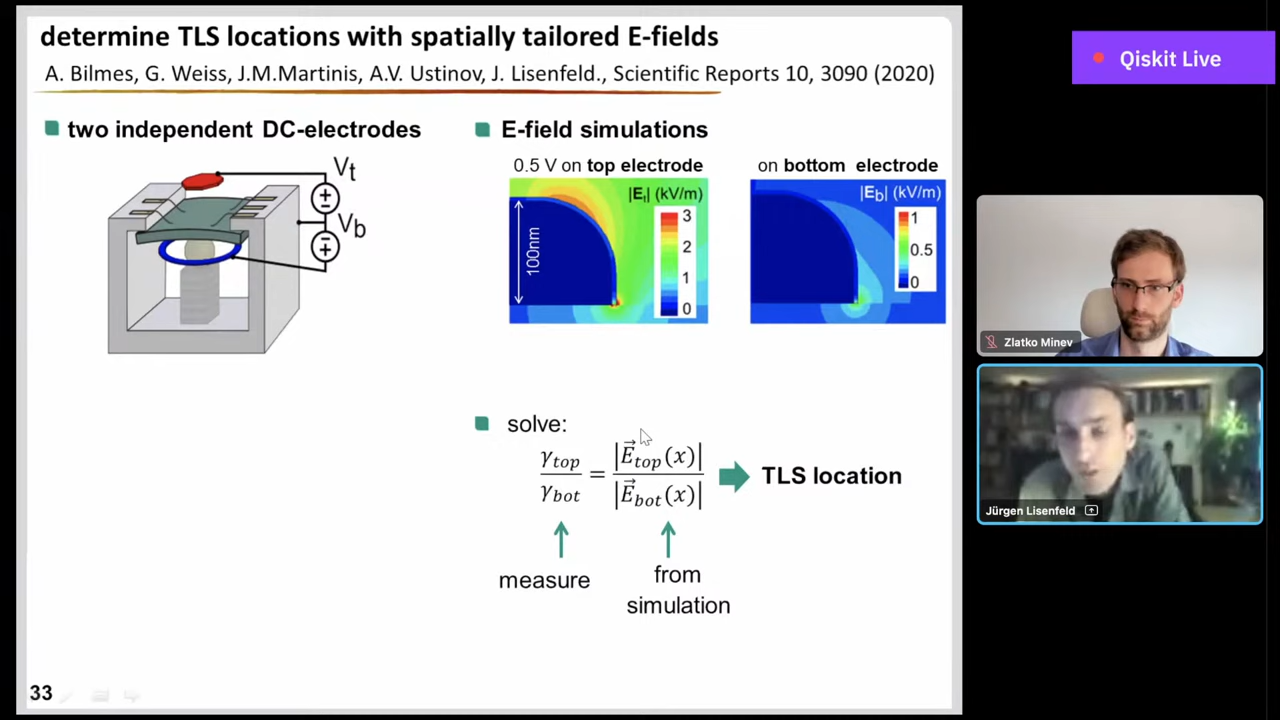 determine TLS locations with spatially tailored E-fields
A. Bilmes, G. Weiss, J.M.Martinis, A.V. Ustinov, J. Lisenfeld., Scientific Reports 10, 3090 (2020)
Qiskit Live
two independent DC-electrodes
Vt
Vb
E-field simulations
0.5 V on top electrode
|Et| (kV/m)
3
2
1
0
100nm
on bottom electrode
|Eb| (kV/m)
1
0.5
0
solve:
γtop/γbot = |E⃗top(x)|/|E⃗bot(x)|
TLS location
measure
from
simulation
33
Zlatko Minev
Jürgen Lisenfeld